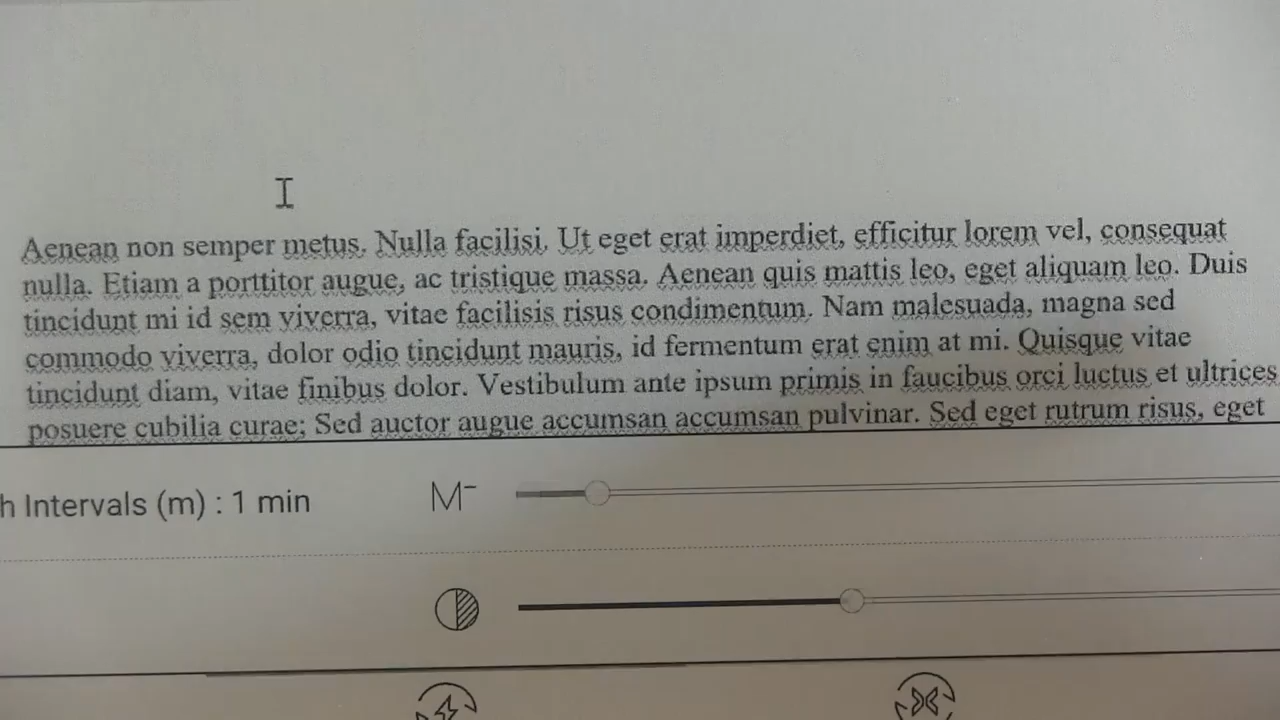 Aenean non semper metus. Nulla facilisi. Ut eget erat imperdiet, efficitur lorem vel, consequat
nulla. Etiam a porttitor augue, ac tristique massa. Aenean quis mattis leo, eget aliquam leo. Duis
tincidunt mi id sem viverra, vitae facilisis risus condimentum. Nam malesuada, magna sed
commodo viverra, dolor odio tincidunt mauris, id fermentum erat enim at mi. Quisque vitae
tincidunt diam, vitae finibus dolor. Vestibulum ante ipsum primis in faucibus orci luctus et ultrices
posuere cubilia curae; Sed auctor augue accumsan accumsan pulvinar. Sed eget rutrum risus, eget
h Intervals (m) : 1 min M⁻